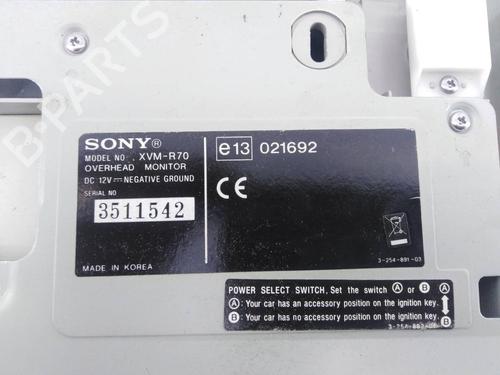 B-PARTS
SONY®
MODEL NO. XVM-R70
OVERHEAD MONITOR
DC 12V⎓NEGATIVE GROUND
SERIAL NO
3511542
MADE IN KOREA
e13 021692
CE
3-254-891-03
POWER SELECT SWITCH, Set the switch Ⓐ or Ⓑ
Ⓐ: Your car has an accessory position on the ignition key.
Ⓑ: Your car has no accessory position on the ignition key.